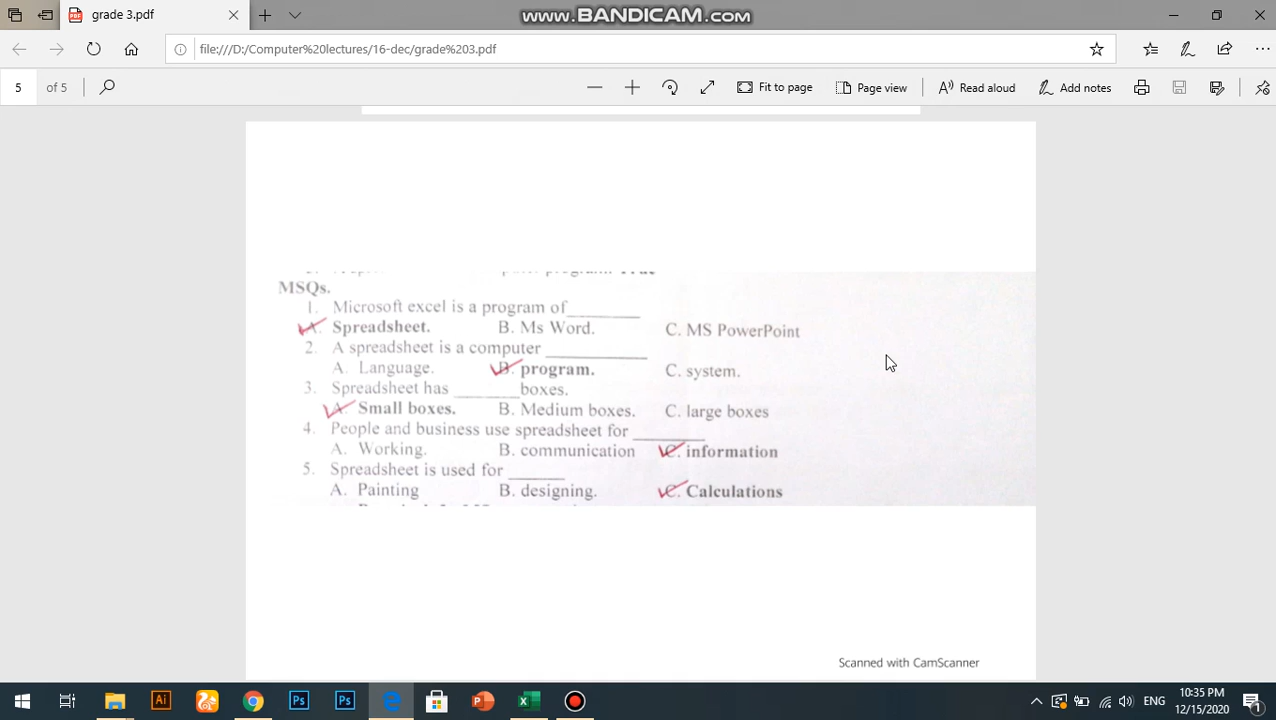 grade 3.pdf
www.BANDICAM.com
file:///D:/Computer%20lectures/16-dec/grade%203.pdf
5 of 5
Fit to page
Page view
Read aloud
Add notes
MSQs.
1. Microsoft excel is a program of________
A. Spreadsheet. B. Ms Word. C. MS PowerPoint
2. A spreadsheet is a computer ___________
A. Language. B. program. C. system.
3. Spreadsheet has _______ boxes.
A. Small boxes. B. Medium boxes. C. large boxes
4. People and business use spreadsheet for ________
A. Working. B. communication C. information
5. Spreadsheet is used for ______
A. Painting B. designing. C. Calculations
Scanned with CamScanner
ENG
10:35 PM
12/15/2020
1